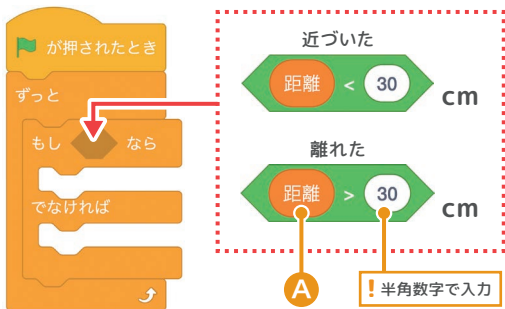 が押されたとき
ずっと
もし なら
でなければ
近づいた
距離 < 30 cm
離れた
距離 > 30 cm
A
! 半角数字で入力